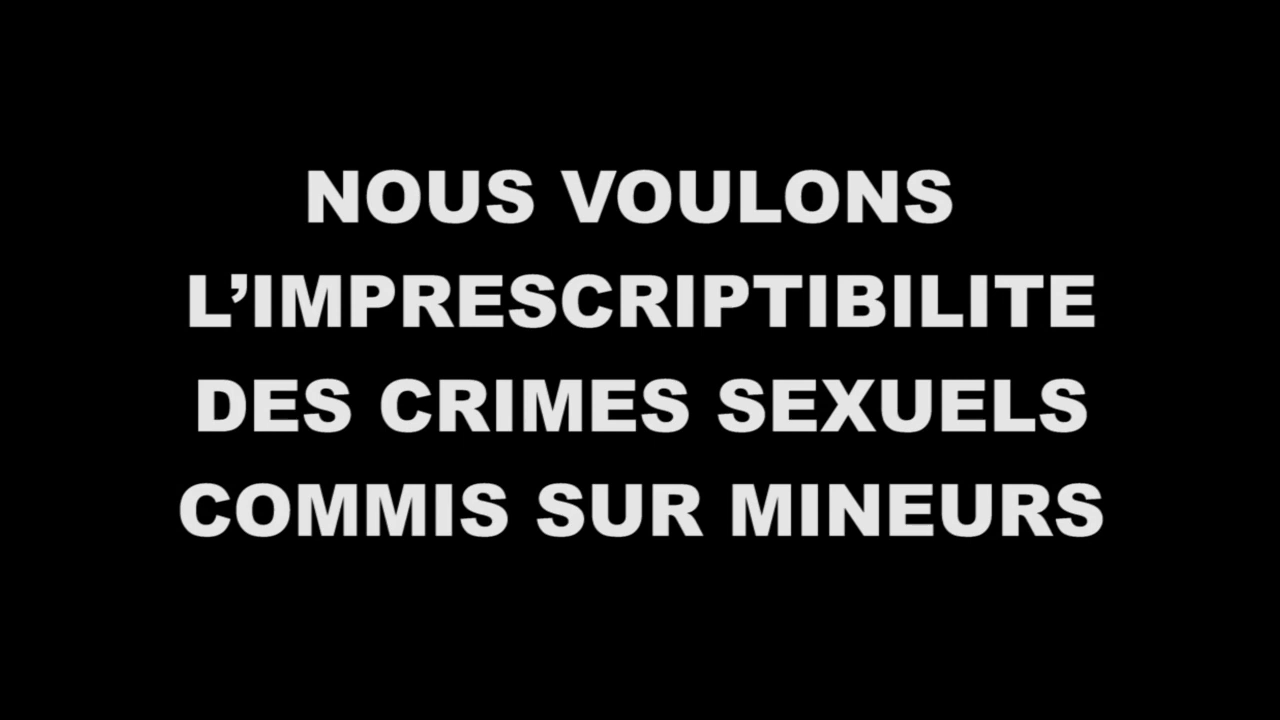 NOUS VOULONS
L’IMPRESCRIPTIBILITE
DES CRIMES SEXUELS
COMMIS SUR MINEURS